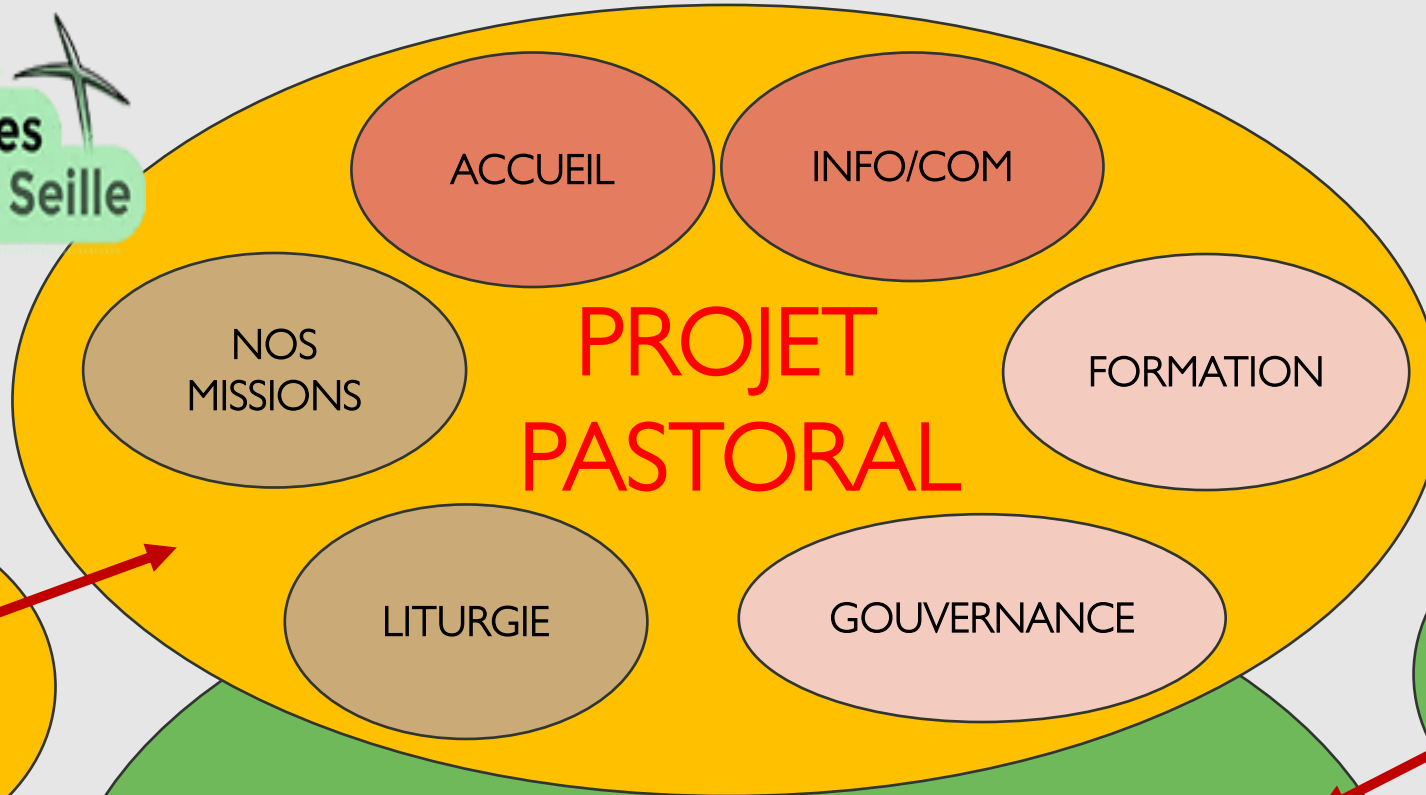 es
Seille
ACCUEIL
INFO/COM
NOS
MISSIONS
PROJET
PASTORAL
FORMATION
LITURGIE
GOUVERNANCE